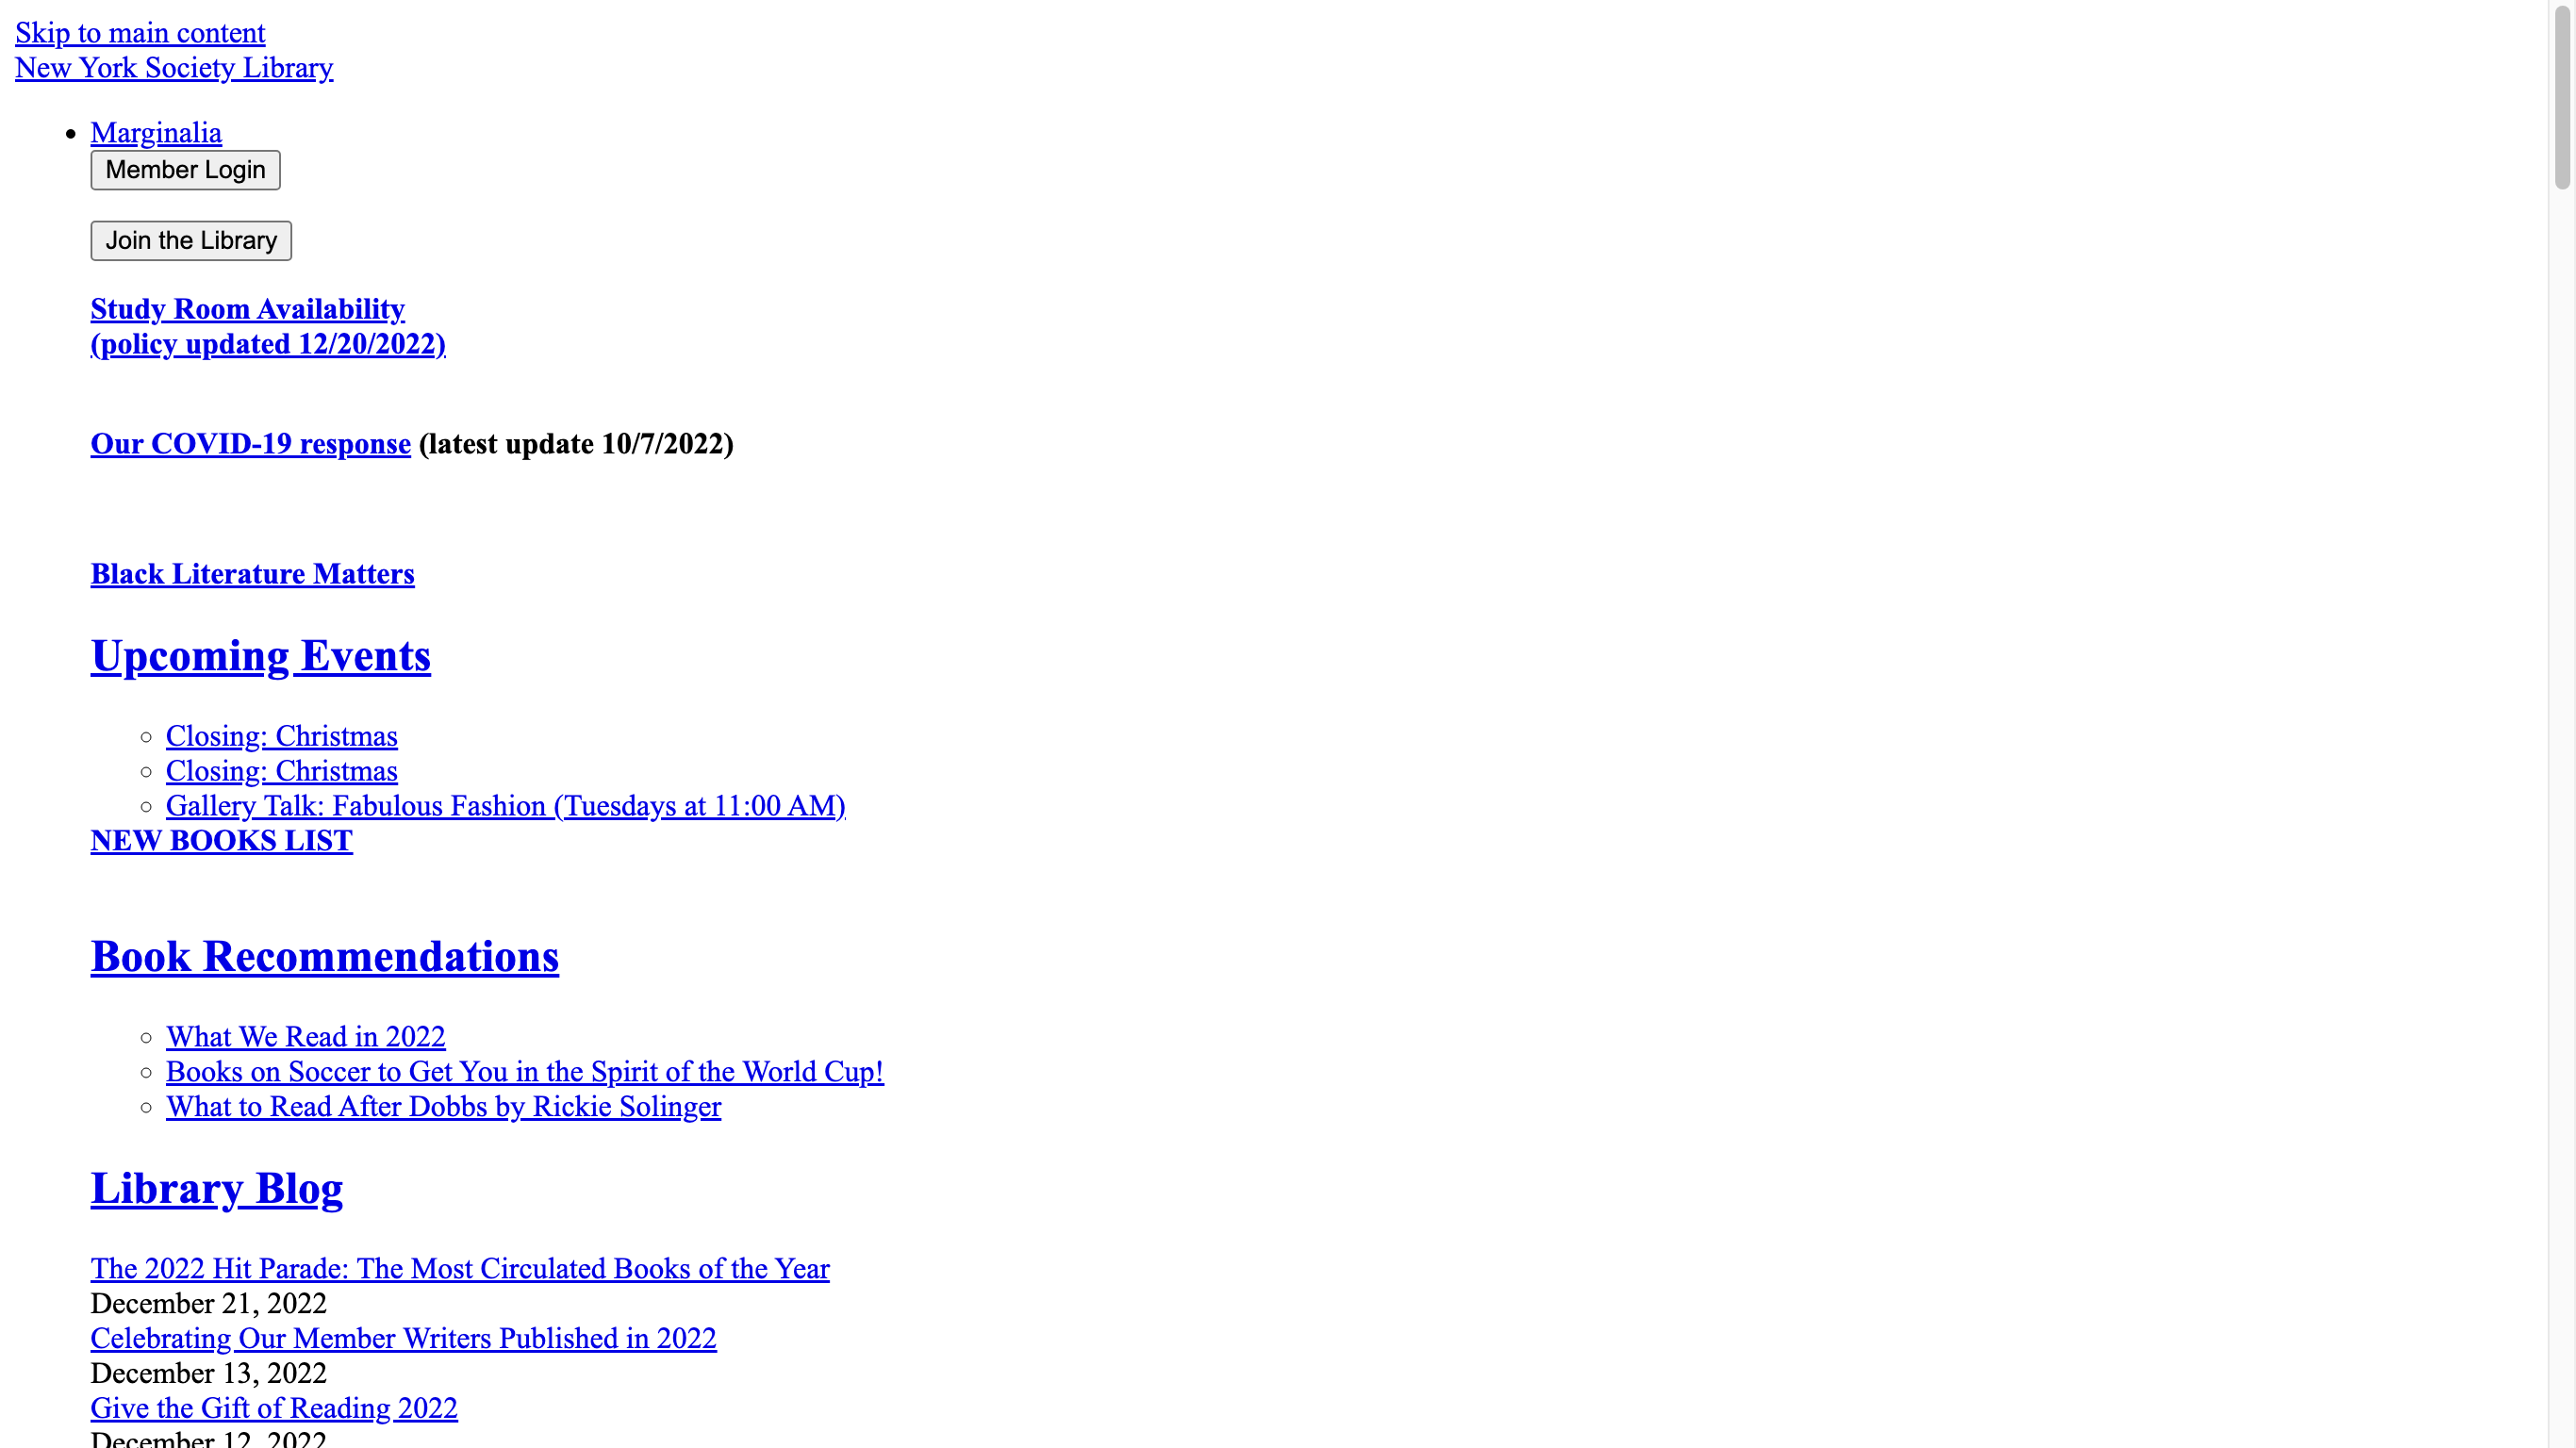 Skip to main content
New York Society Library
Marginalia
Member Login
Join the Library
Study Room Availability
(policy updated 12/20/2022)
Our COVID-19 response (latest update 10/7/2022)
Black Literature Matters
Upcoming Events
Closing: Christmas
Closing: Christmas
Gallery Talk: Fabulous Fashion (Tuesdays at 11:00 AM)
NEW BOOKS LIST
Book Recommendations
What We Read in 2022
Books on Soccer to Get You in the Spirit of the World Cup!
What to Read After Dobbs by Rickie Solinger
Library Blog
The 2022 Hit Parade: The Most Circulated Books of the Year
December 21, 2022
Celebrating Our Member Writers Published in 2022
December 13, 2022
Give the Gift of Reading 2022
December 12, 2022